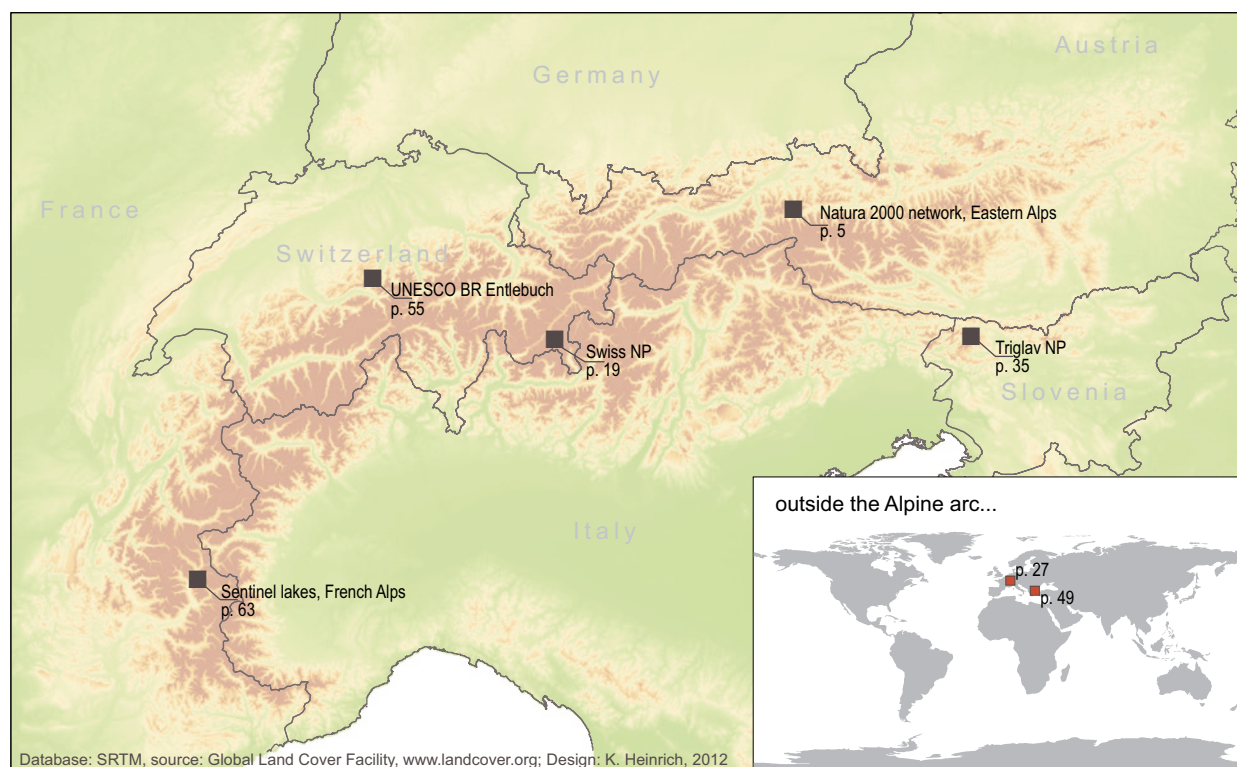 Austria
Germany
France
Natura 2000 network, Eastern Alps
p. 5
Switzerland
UNESCO BR Entlebuch
p. 55
Swiss NP
p. 19
Triglav NP
p. 35
Slovenia
Italy
Sentinel lakes, French Alps
p. 63
outside the Alpine arc...
p. 27
p. 49
Database: SRTM, source: Global Land Cover Facility, www.landcover.org; Design: K. Heinrich, 2012